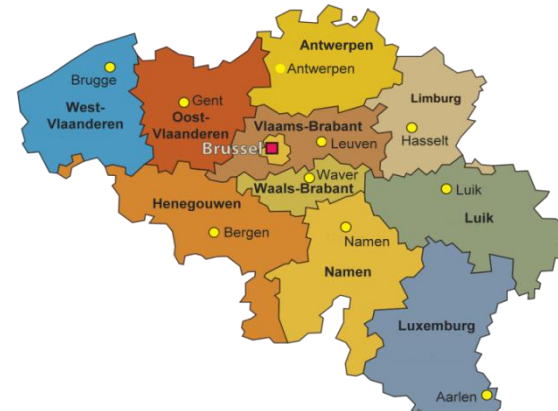 Antwerpen
Antwerpen
Brugge
West-
Vlaanderen
Gent
Oost-
Vlaanderen
Limburg
Hasselt
Vlaams-Brabant
Leuven
Brussel
Waver
Waals-Brabant
Luik
Luik
Henegouwen
Bergen
Namen
Namen
Luxemburg
Aarlen